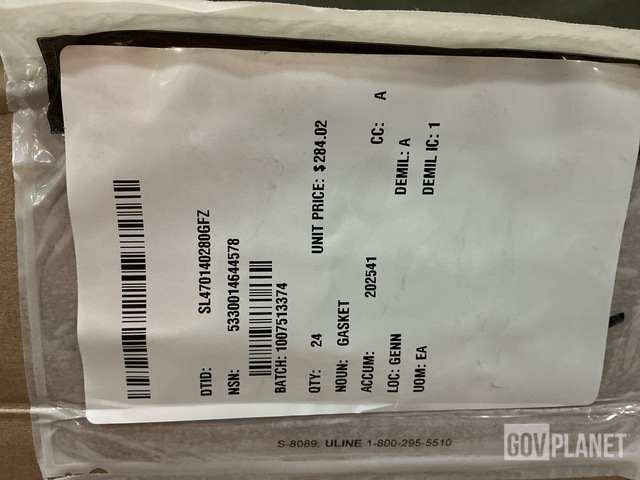 DTID: SL470140280GFZ
NSN: 5330014644578
BATCH: 1007513374
QTY: 24 UNIT PRICE: $284.02
NOUN: GASKET
ACCUM: 202541 CC: A
LOC: GENN DEMIL: A
UOM: EA DEMIL IC: 1
S-8089, ULINE 1-800-295-5510
GOVPLANET